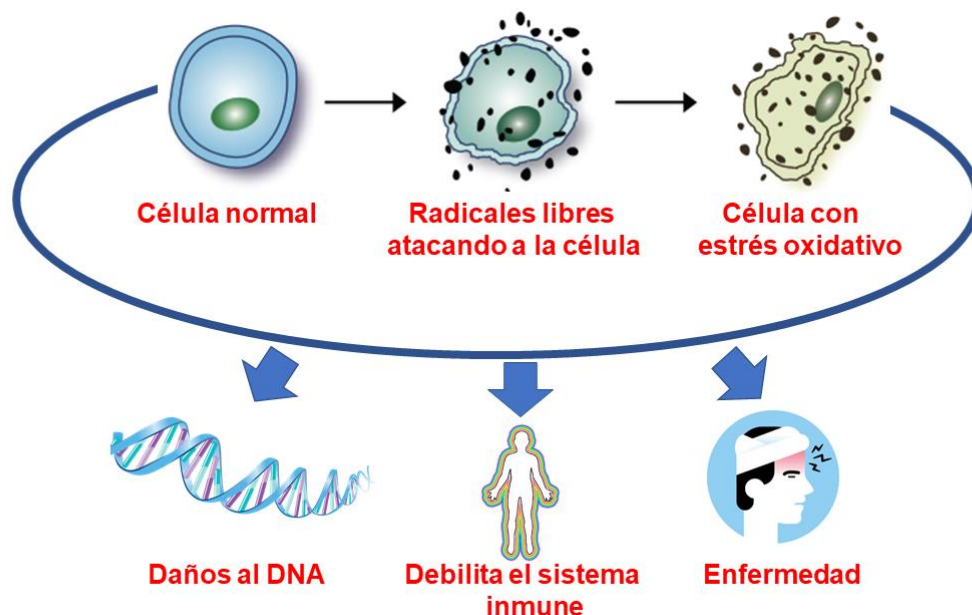 Célula normal
Radicales libres
atacando a la célula
Célula con
estrés oxidativo
Daños al DNA
Debilita el sistema
inmune
Enfermedad